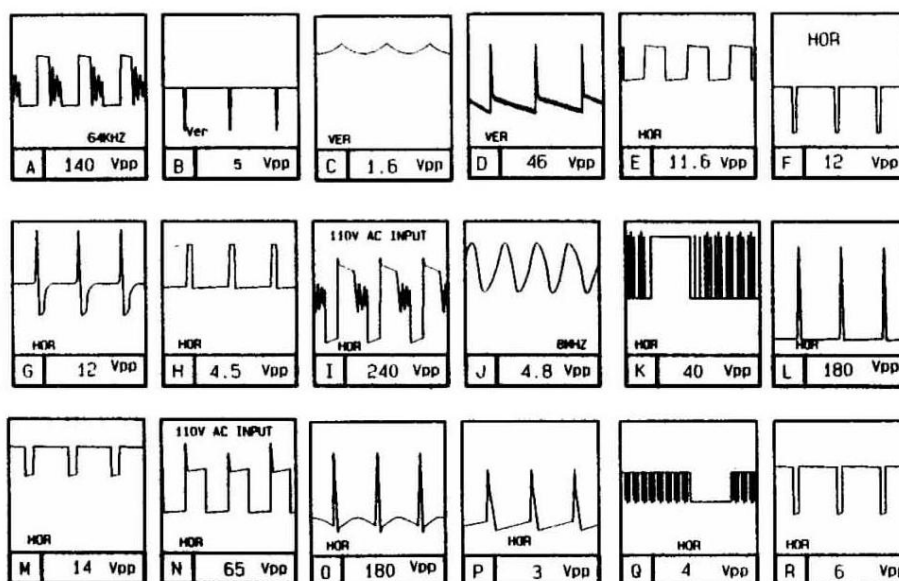 64KHZ
A 140 Vpp
Ver
B 5 Vpp
VER
C 1.6 Vpp
VER
D 46 Vpp
HOR
E 11.6 Vpp
HOR
F 12 Vpp
HOR
G 12 Vpp
HOR
H 4.5 Vpp
110V AC INPUT
HOR
I 240 Vpp
8MHZ
J 4.8 Vpp
HOR
K 40 Vpp
HOR
L 180 Vpp
HOR
M 14 Vpp
110V AC INPUT
HOR
N 65 Vpp
HOR
O 180 Vpp
HOR
P 3 Vpp
HOR
Q 4 Vpp
HOR
R 6 Vpp